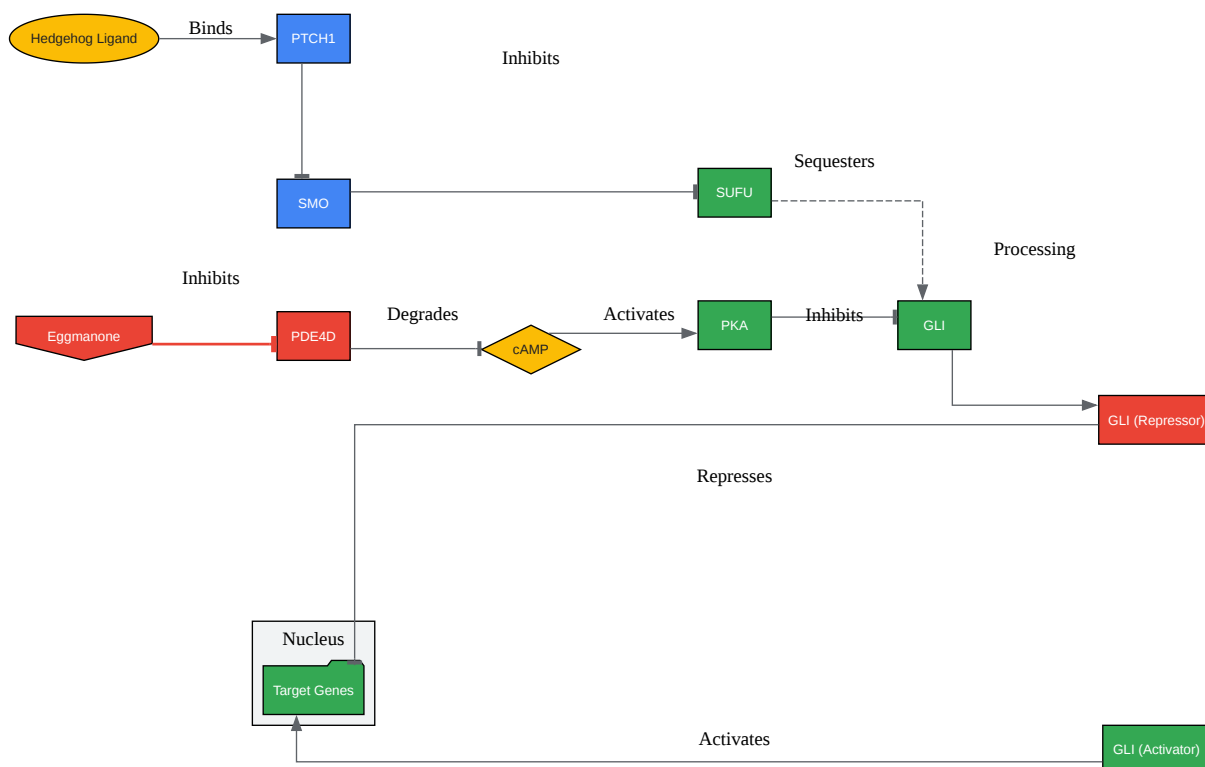 Hedgehog Ligand
Binds
PTCH1
Inhibits
Sequesters
SMO
SUFU
Processing
Inhibits
Degrades
Activates
Inhibits
Eggmanone
PDE4D
cAMP
PKA
GLI
GLI (Repressor)
Represses
Nucleus
Target Genes
Activates
GLI (Activator)